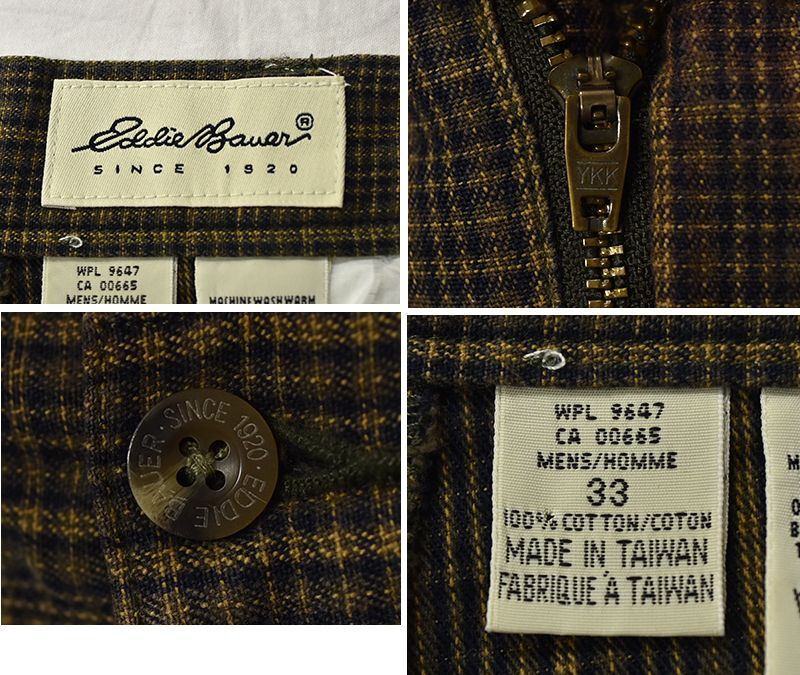 Eddie Bauer®
SINCE 1920
WPL 9647
CA 00665
MENS/HOMME
MACHINE WASH WARM
YKK
EDDIE BAUER · SINCE 1920 ·
WPL 9647
CA 00665
MENS/HOMME
33
100% COTTON/COTON
MADE IN TAIWAN
FABRIQUÉ À TAIWAN